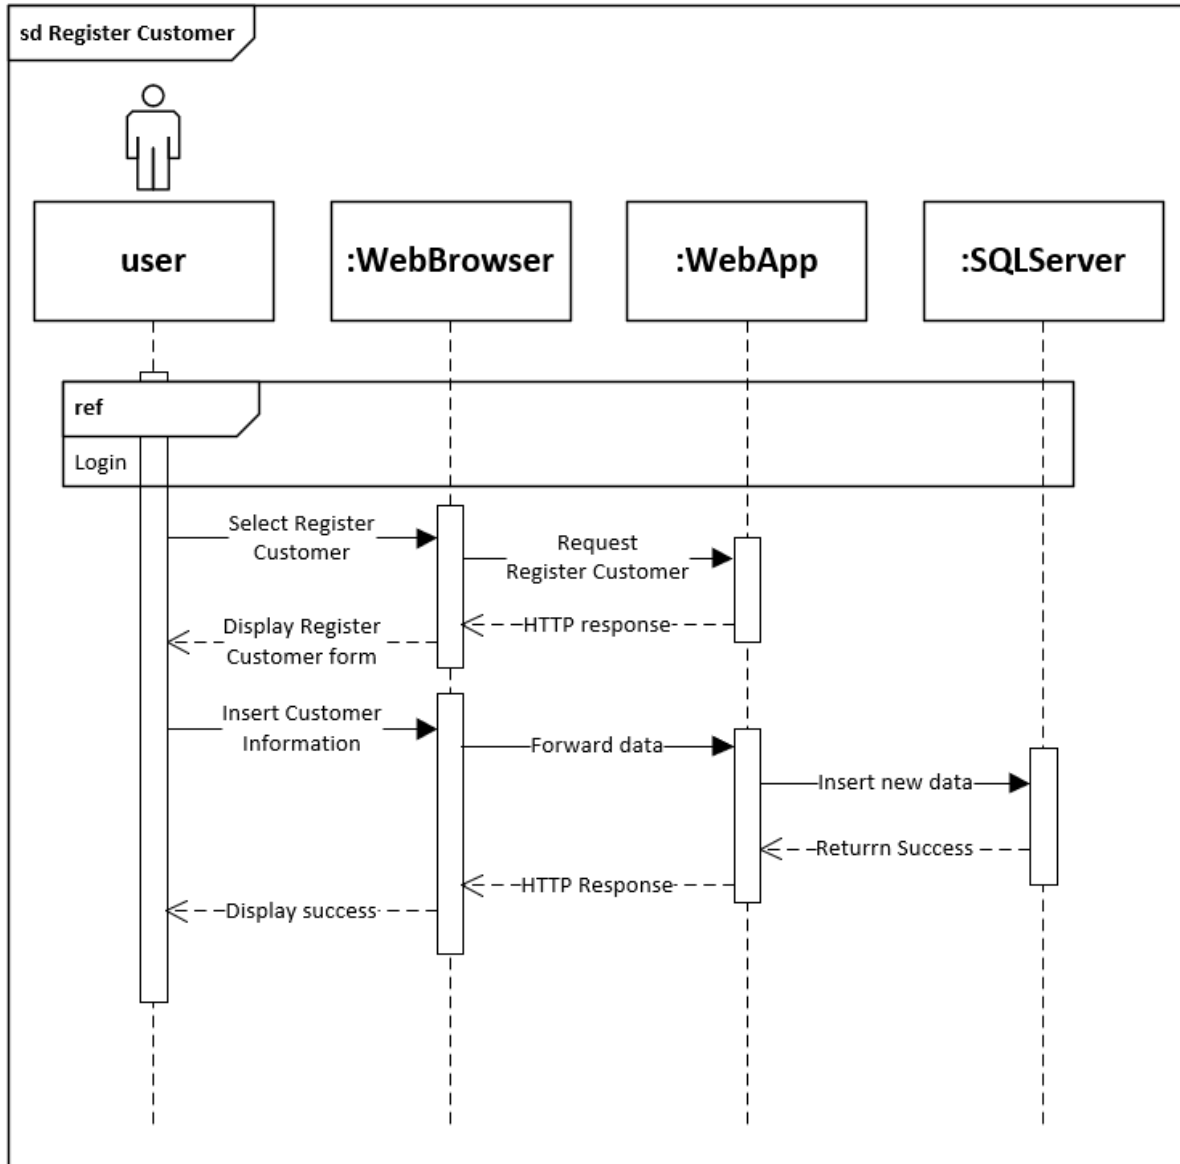 sd Register Customer
user
:WebBrowser
:WebApp
:SQLServer
ref
Login
Select Register
Customer
Request
Register Customer
HTTP response
Display Register
Customer form
Insert Customer
Information
Forward data
Insert new data
Returrn Success
HTTP Response
Display success